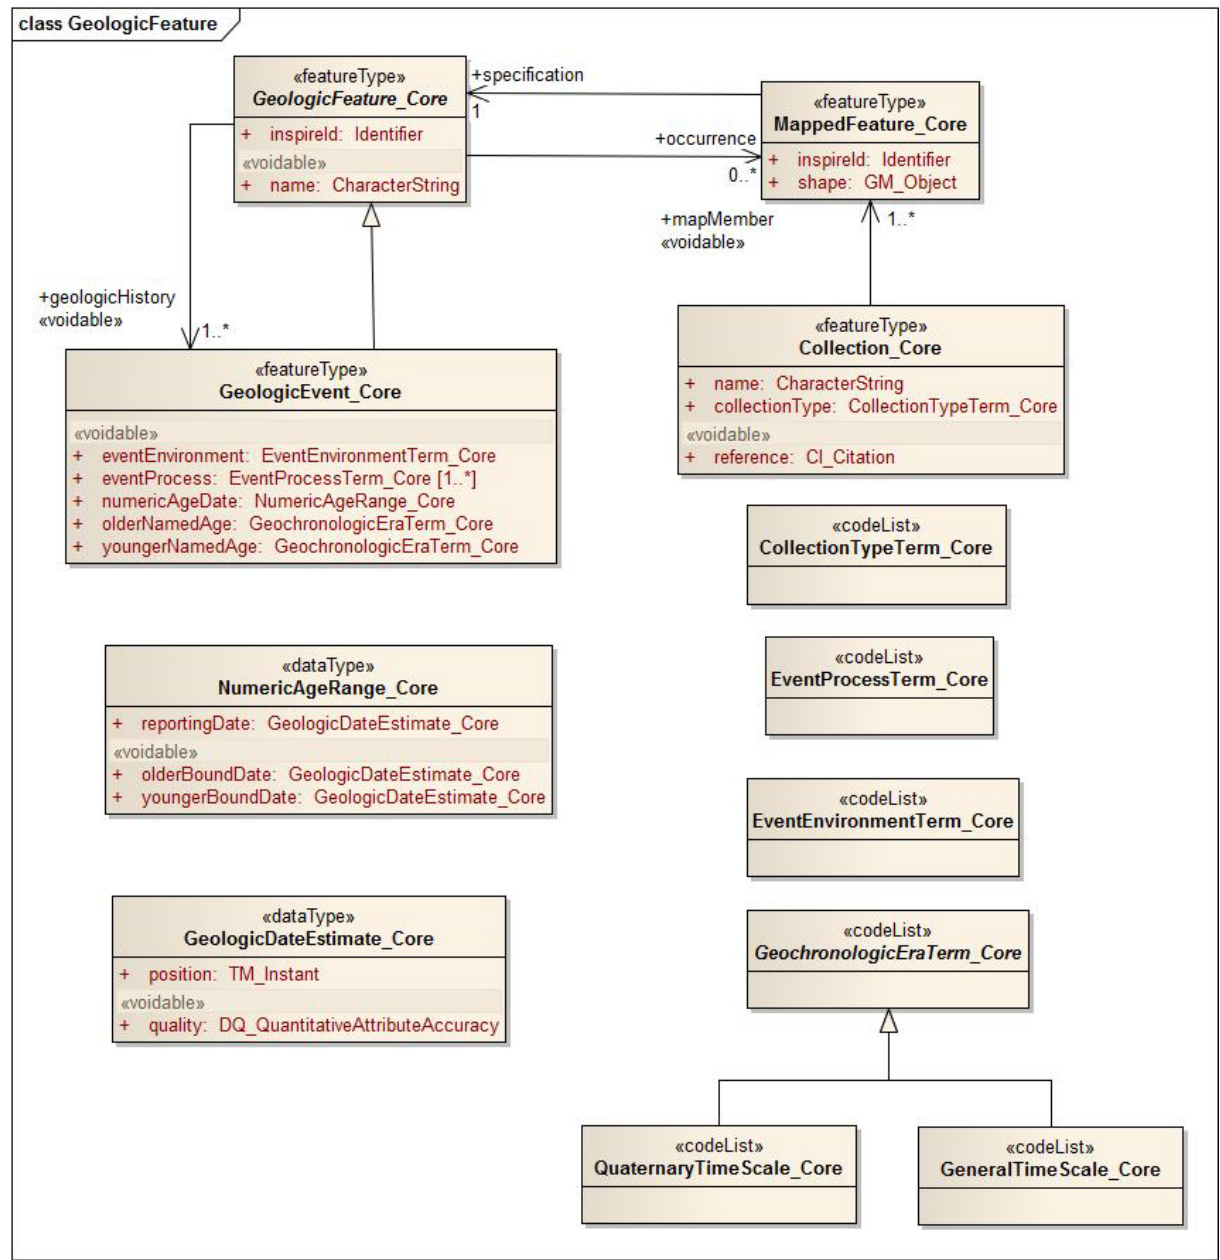 class GeologicFeature
«featureType»
GeologicFeature_Core
+ inspireId: Identifier
«voidable»
+ name: CharacterString
+specification
1
+occurrence
0..*
«featureType»
MappedFeature_Core
+ inspireId: Identifier
+ shape: GM_Object
+mapMember
«voidable»
1..*
+geologicHistory
«voidable»
1..*
«featureType»
GeologicEvent_Core
«voidable»
+ eventEnvironment: EventEnvironmentTerm_Core
+ eventProcess: EventProcessTerm_Core [1..*]
+ numericAgeDate: NumericAgeRange_Core
+ olderNamedAge: GeochronologicEraTerm_Core
+ youngerNamedAge: GeochronologicEraTerm_Core
«featureType»
Collection_Core
+ name: CharacterString
+ collectionType: CollectionTypeTerm_Core
«voidable»
+ reference: CI_Citation
«codeList»
CollectionTypeTerm_Core
«codeList»
EventProcessTerm_Core
«dataType»
NumericAgeRange_Core
+ reportingDate: GeologicDateEstimate_Core
«voidable»
+ olderBoundDate: GeologicDateEstimate_Core
+ youngerBoundDate: GeologicDateEstimate_Core
«codeList»
EventEnvironmentTerm_Core
«dataType»
GeologicDateEstimate_Core
+ position: TM_Instant
«voidable»
+ quality: DQ_QuantitativeAttributeAccuracy
«codeList»
GeochronologicEraTerm_Core
«codeList»
QuaternaryTimeScale_Core
«codeList»
GeneralTimeScale_Core